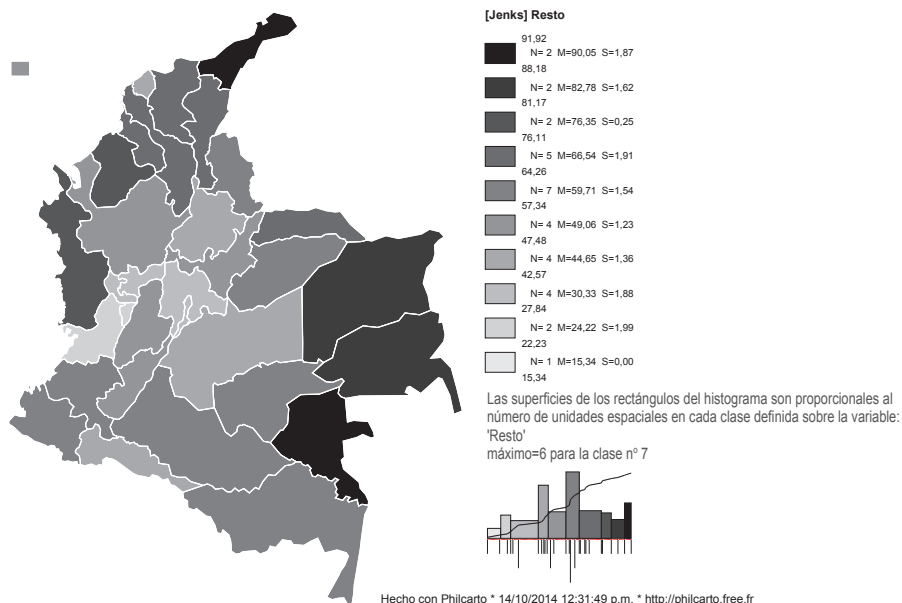 [Jenks] Resto
91,92
N= 2 M=90,05 S=1,87
88,18
N= 2 M=82,78 S=1,62
81,17
N= 2 M=76,35 S=0,25
76,11
N= 5 M=66,54 S=1,91
64,26
N= 7 M=59,71 S=1,54
57,34
N= 4 M=49,06 S=1,23
47,48
N= 4 M=44,65 S=1,36
42,57
N= 4 M=30,33 S=1,88
27,84
N= 2 M=24,22 S=1,99
22,23
N= 1 M=15,34 S=0,00
15,34
Las superficies de los rectángulos del histograma son proporcionales al
número de unidades espaciales en cada clase definida sobre la variable:
'Resto'
máximo=6 para la clase nº 7
Hecho con Philcarto * 14/10/2014 12:31:49 p.m. * http://philcarto.free.fr